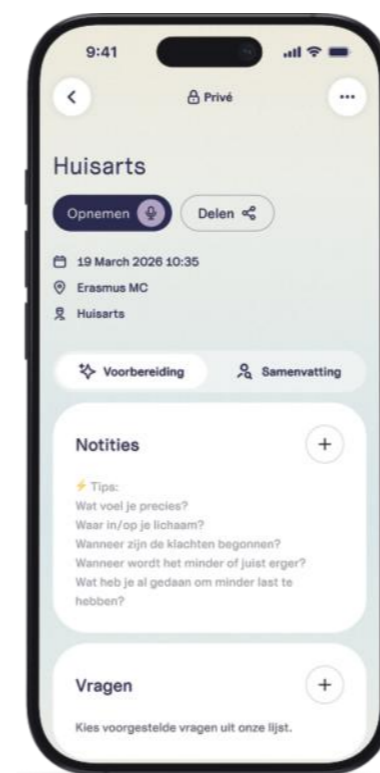 9:41
Privé
Huisarts
Opnemen
Delen
19 March 2026 10:35
Erasmus MC
Huisarts
Voorbereiding
Samenvatting
Notities
⚡ Tips:
Wat voel je precies?
Waar in/op je lichaam?
Wanneer zijn de klachten begonnen?
Wanneer wordt het minder of juist erger?
Wat heb je al gedaan om minder last te
hebben?
Vragen
Kies voorgestelde vragen uit onze lijst.